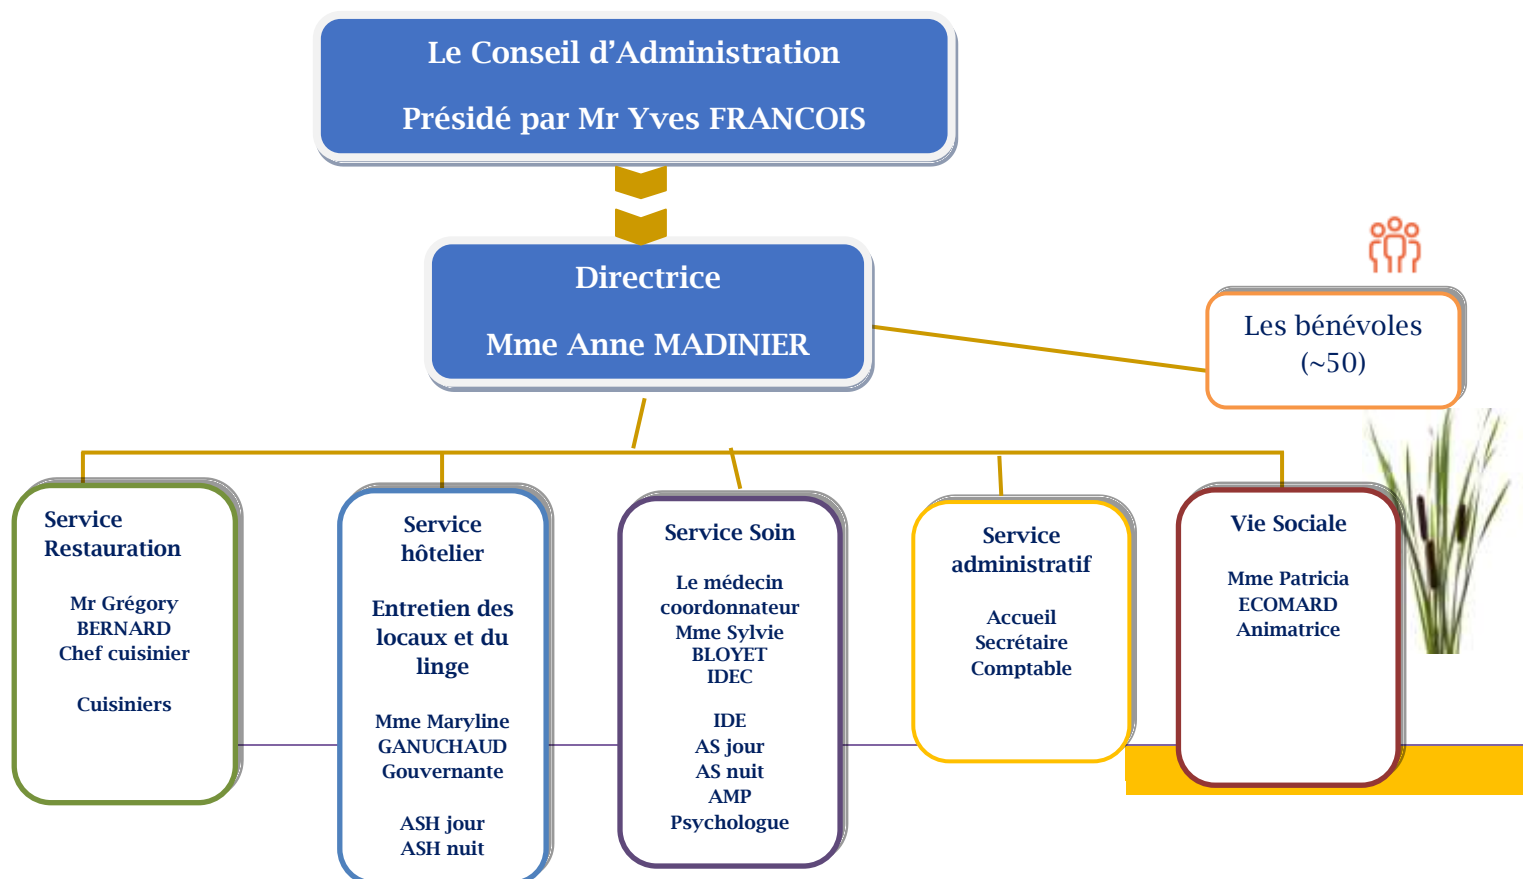 Le Conseil d’Administration
Présidé par Mr Yves FRANCOIS
Directrice
Mme Anne MADINIER
Les bénévoles
(~50)
Service
Restauration
Mr Grégory
BERNARD
Chef cuisinier
Cuisiniers
Service
hôtelier
Entretien des
locaux et du
linge
Mme Maryline
GANUCHAUD
Gouvernante
ASH jour
ASH nuit
Service Soin
Le médecin
coordonnateur
Mme Sylvie
BLOYET
IDEC
IDE
AS jour
AS nuit
AMP
Psychologue
Service
administratif
Accueil
Secrétaire
Comptable
Vie Sociale
Mme Patricia
ECOMARD
Animatrice